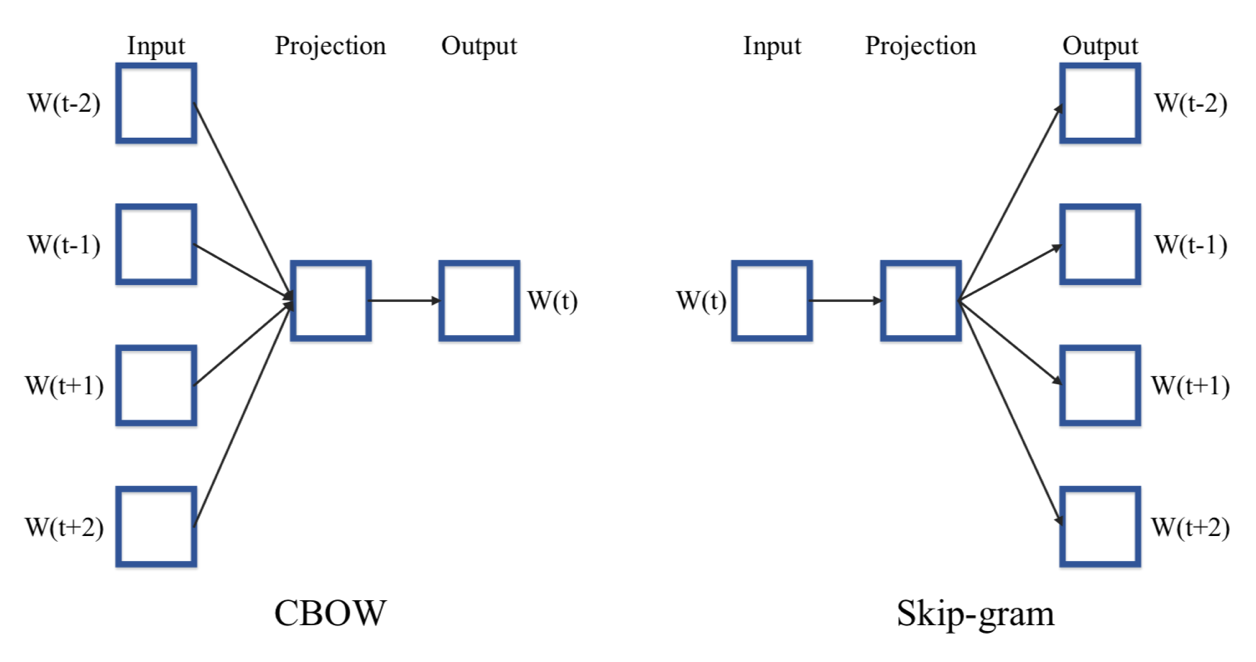 Input Projection Output
W(t-2)
W(t-1)
W(t)
W(t+1)
W(t+2)
CBOW
Input Projection Output
W(t-2)
W(t-1)
W(t)
W(t+1)
W(t+2)
Skip-gram